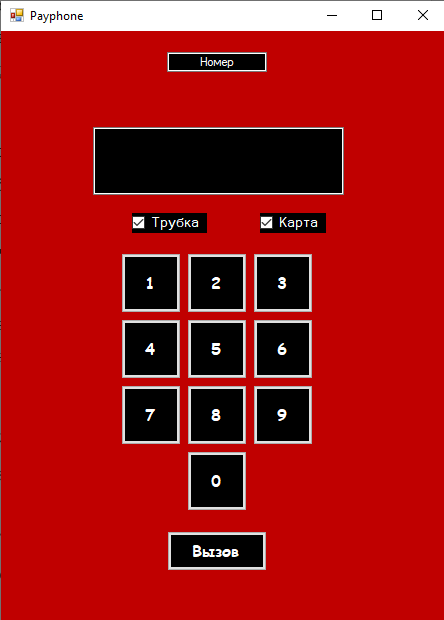 Payphone
Номер
Трубка Карта
1 2 3
4 5 6
7 8 9
0
Вызов